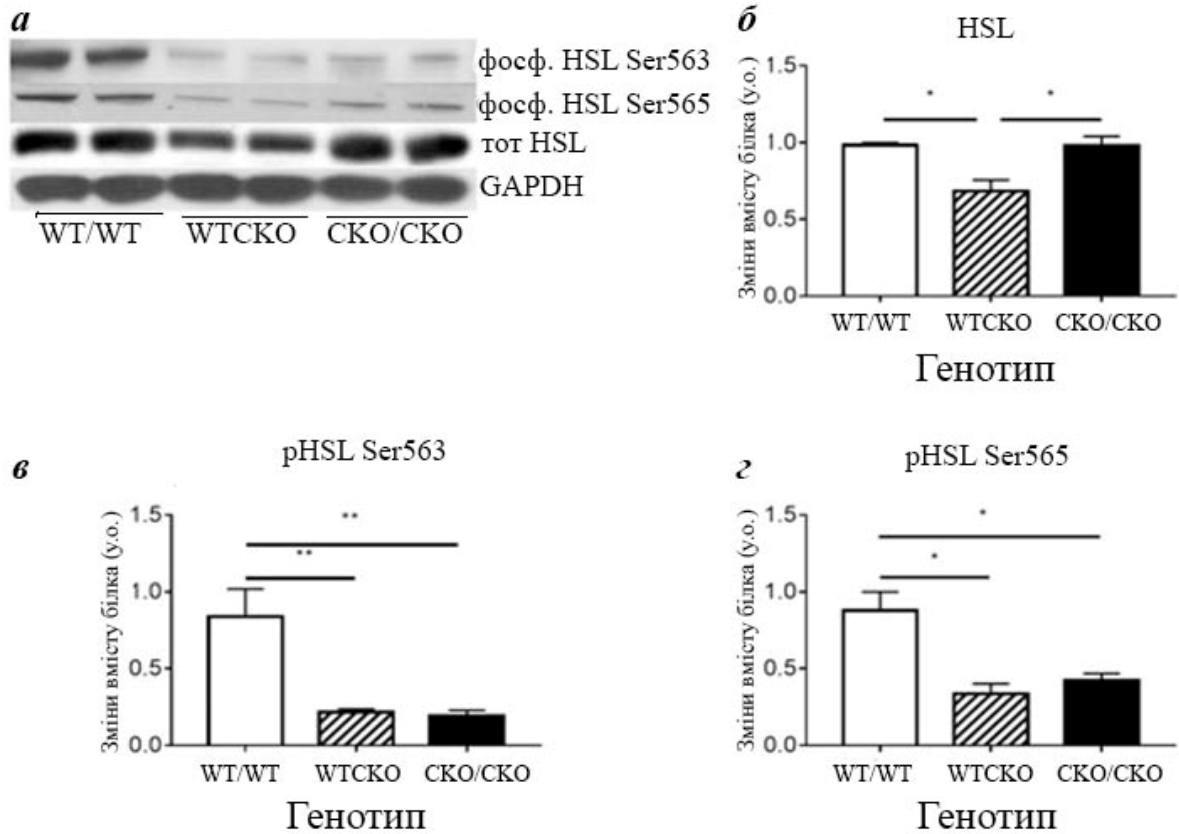 а
фосф. HSL Ser563
фосф. HSL Ser565
тот HSL
GAPDH
WT/WT WTCKO CKO/CKO
б
HSL
Зміни вмісту білка (у.о.)
1.5
1.0
0.5
0.0
* *
WT/WT WTCKO CKO/CKO
Генотип
в
pHSL Ser563
Зміни вмісту білка (у.о.)
1.5
1.0
0.5
0.0
**
**
WT/WT WTCKO CKO/CKO
Генотип
г
pHSL Ser565
Зміни вмісту білка (у.о.)
1.5
1.0
0.5
0.0
*
*
WT/WT WTCKO CKO/CKO
Генотип